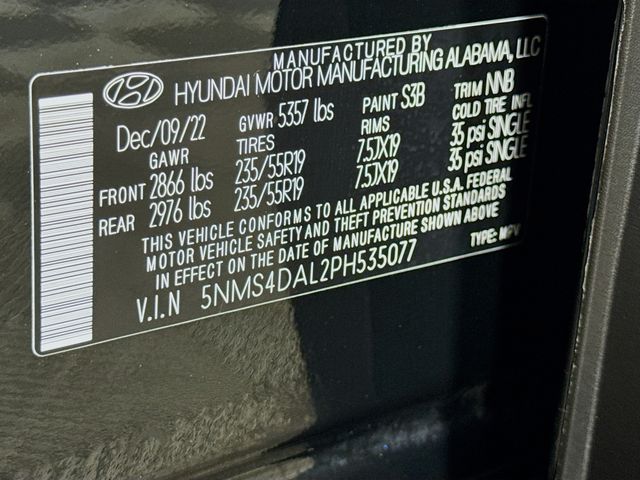 MANUFACTURED BY
HYUNDAI MOTOR MANUFACTURING ALABAMA, LLC
Dec/09/22 GVWR 5357 lbs PAINT S3B TRIM NNB
GAWR TIRES RIMS COLD TIRE INFL
FRONT 2866 lbs 235/55R19 7.5JX19 35 psi SINGLE
REAR 2976 lbs 235/55R19 7.5JX19 35 psi SINGLE
THIS VEHICLE CONFORMS TO ALL APPLICABLE U.S.A. FEDERAL
MOTOR VEHICLE SAFETY AND THEFT PREVENTION STANDARDS
IN EFFECT ON THE DATE OF MANUFACTURE SHOWN ABOVE
V.I.N 5NMS4DAL2PH535077 TYPE: MPV